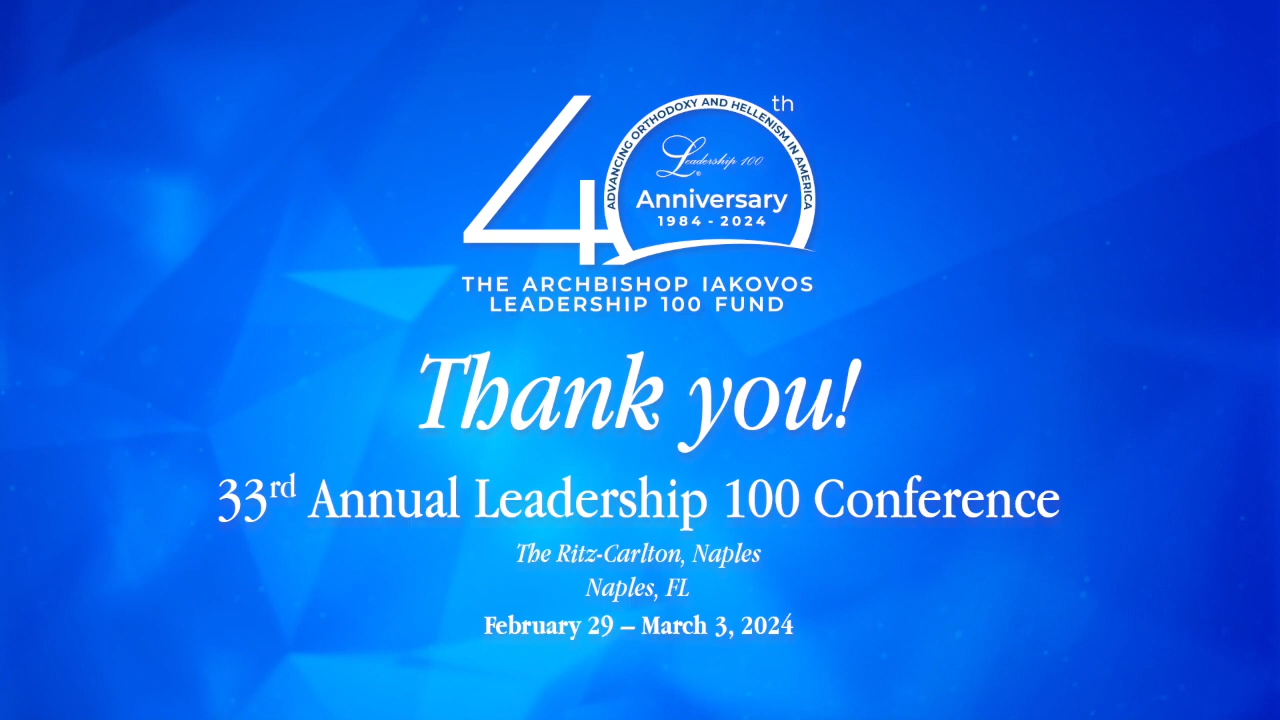 40th
ADVANCING ORTHODOXY AND HELLENISM IN AMERICA
Leadership 100
®
Anniversary
1984 - 2024
THE ARCHBISHOP IAKOVOS
LEADERSHIP 100 FUND
Thank you!
33rd Annual Leadership 100 Conference
The Ritz-Carlton, Naples
Naples, FL
February 29 – March 3, 2024